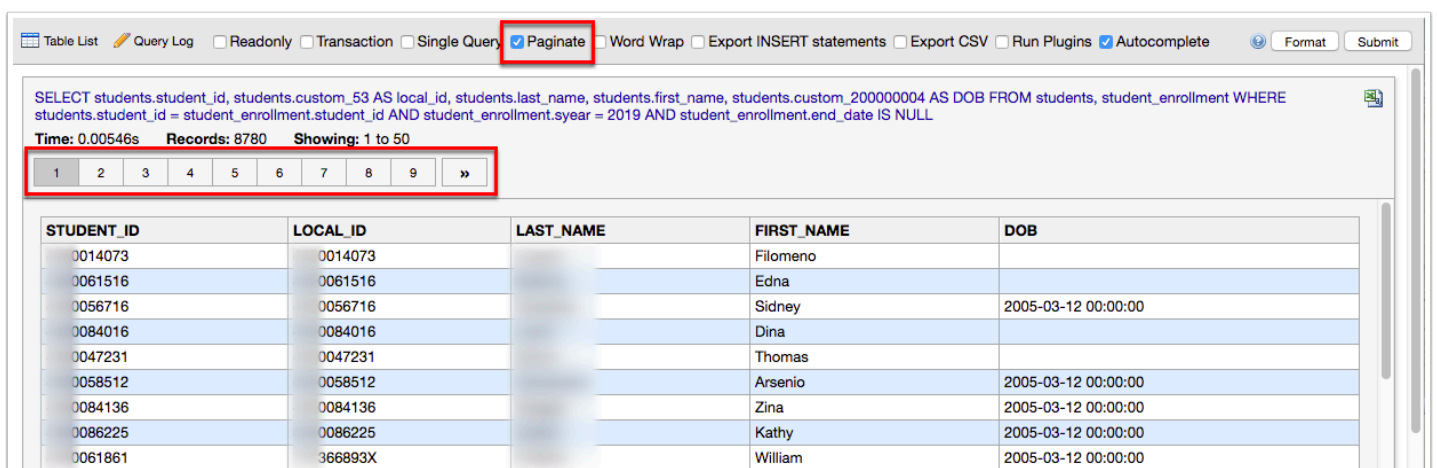 Table List Query Log Readonly Transaction Single Query Paginate Word Wrap Export INSERT statements Export CSV Run Plugins Autocomplete Format Submit
SELECT students.student_id, students.custom_53 AS local_id, students.last_name, students.first_name, students.custom_200000004 AS DOB FROM students, student_enrollment WHERE
students.student_id = student_enrollment.student_id AND student_enrollment.syear = 2019 AND student_enrollment.end_date IS NULL
Time: 0.00546s Records: 8780 Showing: 1 to 50
1 2 3 4 5 6 7 8 9 »
STUDENT_ID LOCAL_ID LAST_NAME FIRST_NAME DOB
0014073 0014073 Filomeno
0061516 0061516 Edna
0056716 0056716 Sidney 2005-03-12 00:00:00
0084016 0084016 Dina
0047231 0047231 Thomas
0058512 0058512 Arsenio 2005-03-12 00:00:00
0084136 0084136 Zina 2005-03-12 00:00:00
0086225 0086225 Kathy 2005-03-12 00:00:00
0061861 366893X William 2005-03-12 00:00:00